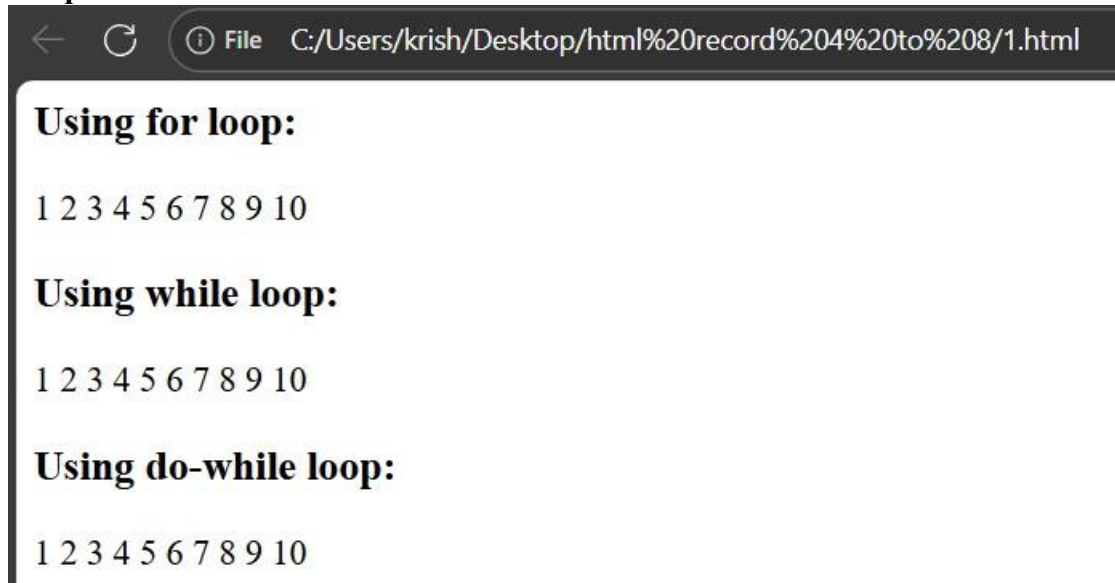 File C:/Users/krish/Desktop/html%20record%204%20to%208/1.html
Using for loop:
1 2 3 4 5 6 7 8 9 10
Using while loop:
1 2 3 4 5 6 7 8 9 10
Using do-while loop:
1 2 3 4 5 6 7 8 9 10